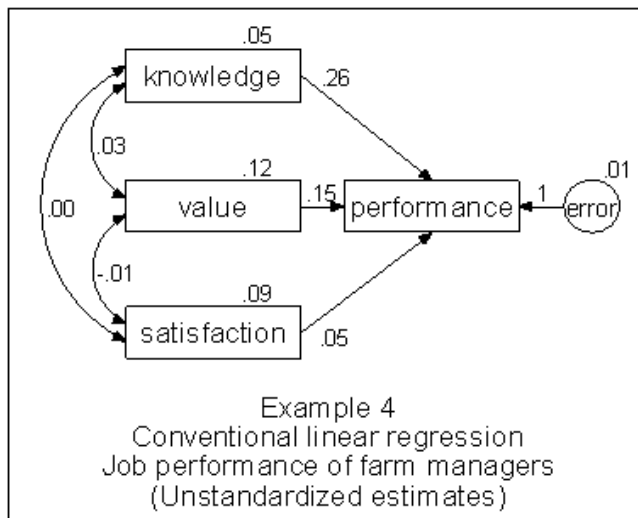 .05
knowledge
.26
.03
.01
.12
.00
value
.15
performance
1
error
-.01
.09
satisfaction
.05
Example 4
Conventional linear regression
Job performance of farm managers
(Unstandardized estimates)